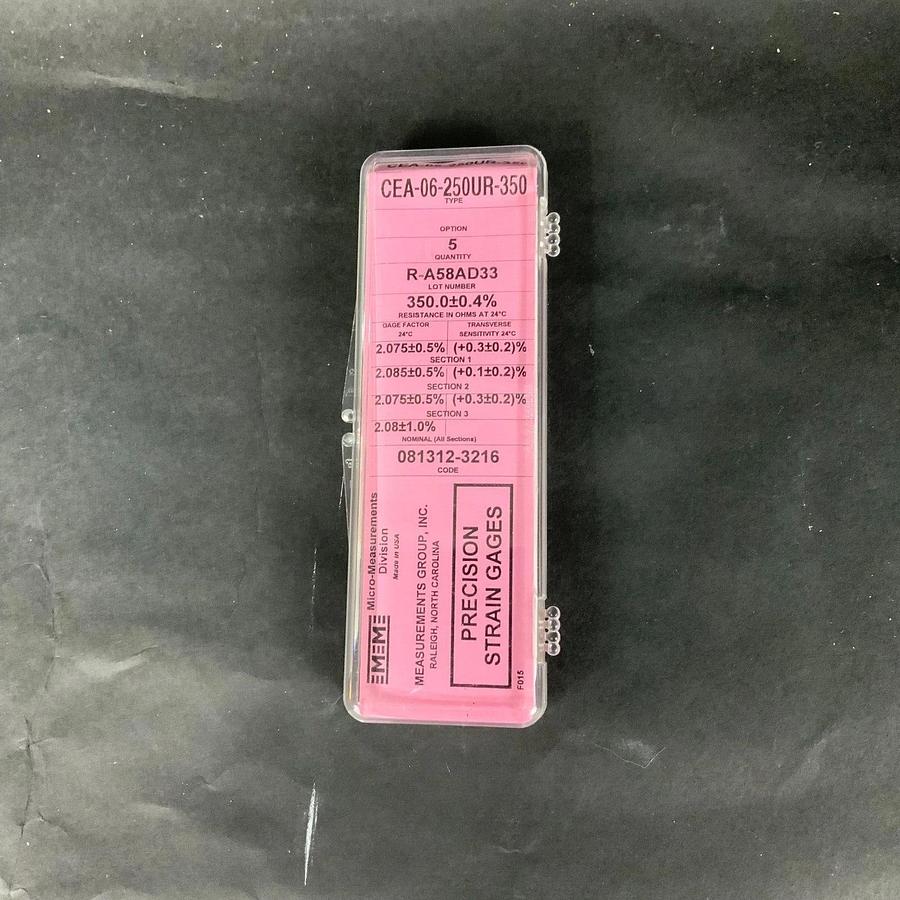 CEA-06-250UR-350
CEA-06-250UR-350
TYPE
OPTION
5
QUANTITY
R-A58AD33
LOT NUMBER
350.0±0.4%
RESISTANCE IN OHMS AT 24°C
GAGE FACTOR
24°C
TRANSVERSE
SENSITIVITY 24°C
2.075±0.5% (+0.3±0.2)%
SECTION 1
2.085±0.5% (+0.1±0.2)%
SECTION 2
2.075±0.5% (+0.3±0.2)%
SECTION 3
2.08±1.0%
NOMINAL (All Sections)
081312-3216
CODE
MM
Micro-Measurements
Division
Made in USA
MEASUREMENTS GROUP, INC.
RALEIGH, NORTH CAROLINA
PRECISION
STRAIN GAGES
F015